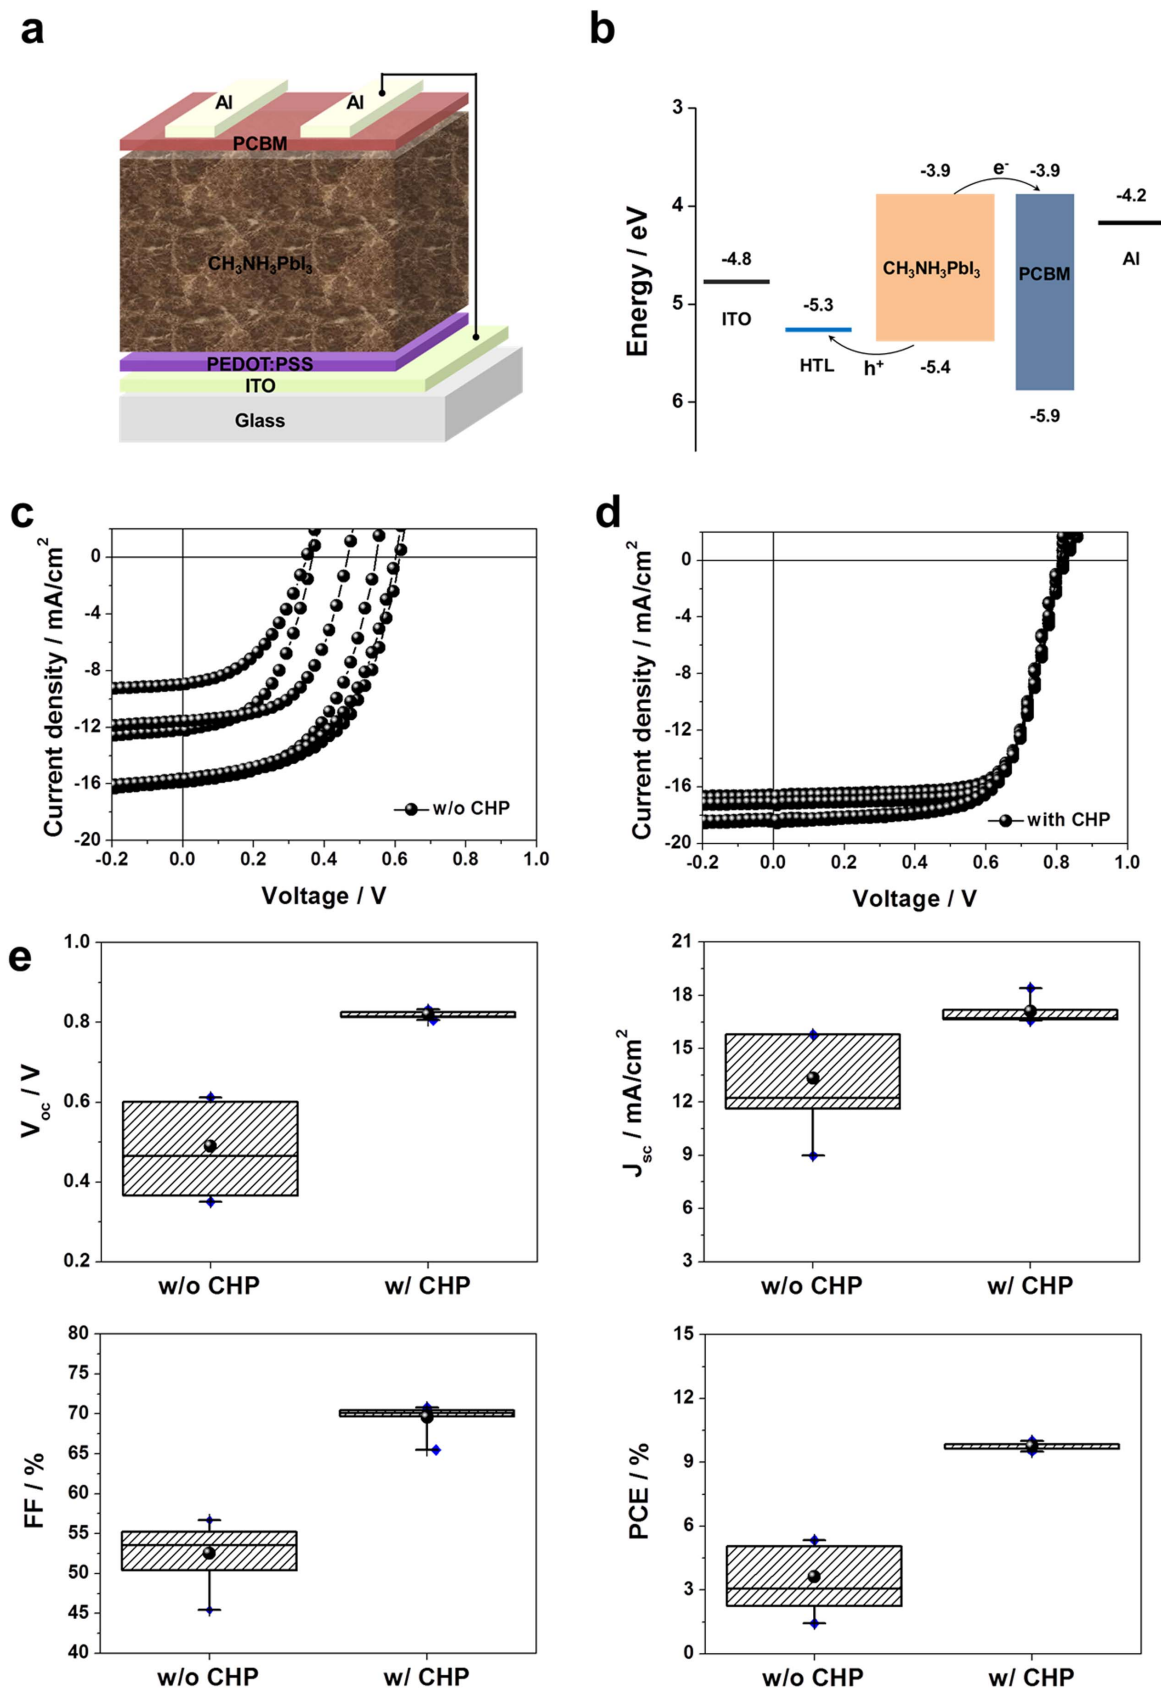 a
Al
Al
PCBM
CH₃NH₃PbI₃
PEDOT:PSS
ITO
Glass
b
Energy / eV
3
4
5
6
-4.8
ITO
-5.3
HTL
h⁺
-3.9
e⁻
CH₃NH₃PbI₃
-5.4
-3.9
PCBM
-5.9
-4.2
Al
c
Current density / mA/cm²
0
-4
-8
-12
-16
-20
w/o CHP
-0.2 0.0 0.2 0.4 0.6 0.8 1.0
Voltage / V
d
Current density / mA/cm²
0
-4
-8
-12
-16
-20
with CHP
-0.2 0.0 0.2 0.4 0.6 0.8 1.0
Voltage / V
e
V_oc / V
1.0
0.8
0.6
0.4
0.2
w/o CHP w/ CHP
J_sc / mA/cm²
21
18
15
12
9
6
3
w/o CHP w/ CHP
FF / %
80
75
70
65
60
55
50
45
40
w/o CHP w/ CHP
PCE / %
15
12
9
6
3
0
w/o CHP w/ CHP